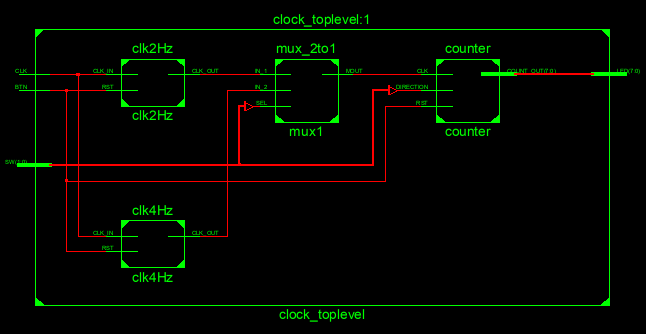 clock_toplevel:1
clk2Hz
mux_2to1
counter
CLK
CLK_IN
CLK_OUT
IN_1
MOUT
CLK
COUNT_OUT(7:0)
LED(7:0)
BTN
RST
IN_2
DIRECTION
SEL
RST
clk2Hz
mux1
counter
SW(1:0)
clk4Hz
CLK_IN
CLK_OUT
RST
clk4Hz
clock_toplevel